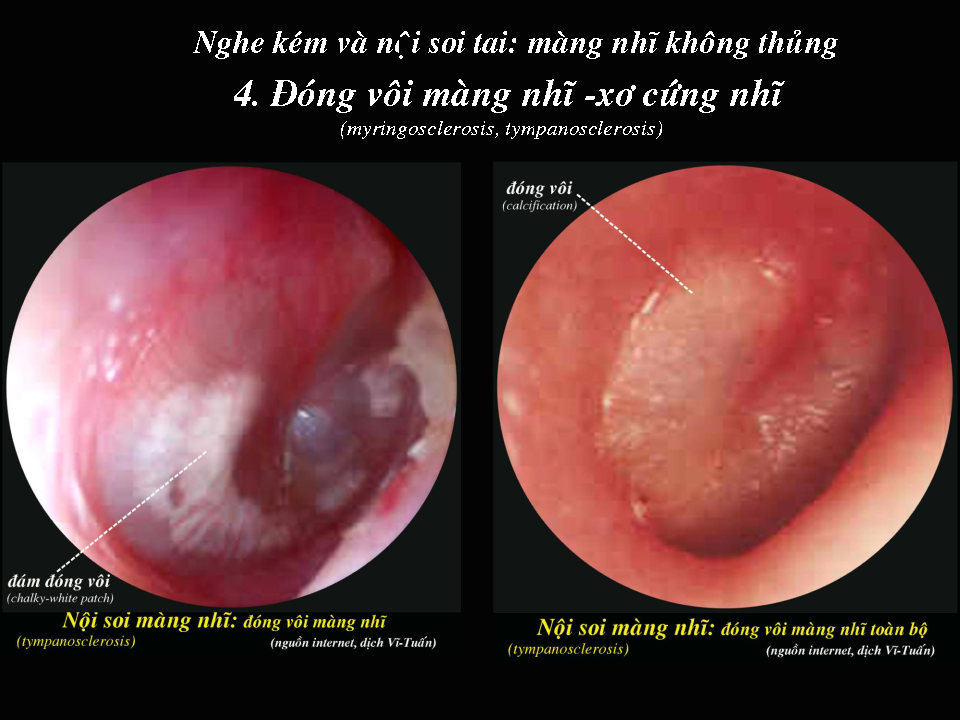 Nghe kém và nội soi tai: màng nhĩ không thủng
4. Đóng vôi màng nhĩ -xơ cứng nhĩ
(myringosclerosis, tympanosclerosis)
đám đóng vôi
(chalky-white patch)
Nội soi màng nhĩ: đóng vôi màng nhĩ
(tympanosclerosis) (nguồn internet, dịch Vĩ-Tuấn)
đóng vôi
(calcification)
Nội soi màng nhĩ: đóng vôi màng nhĩ toàn bộ
(tympanosclerosis) (nguồn internet, dịch Vĩ-Tuấn)